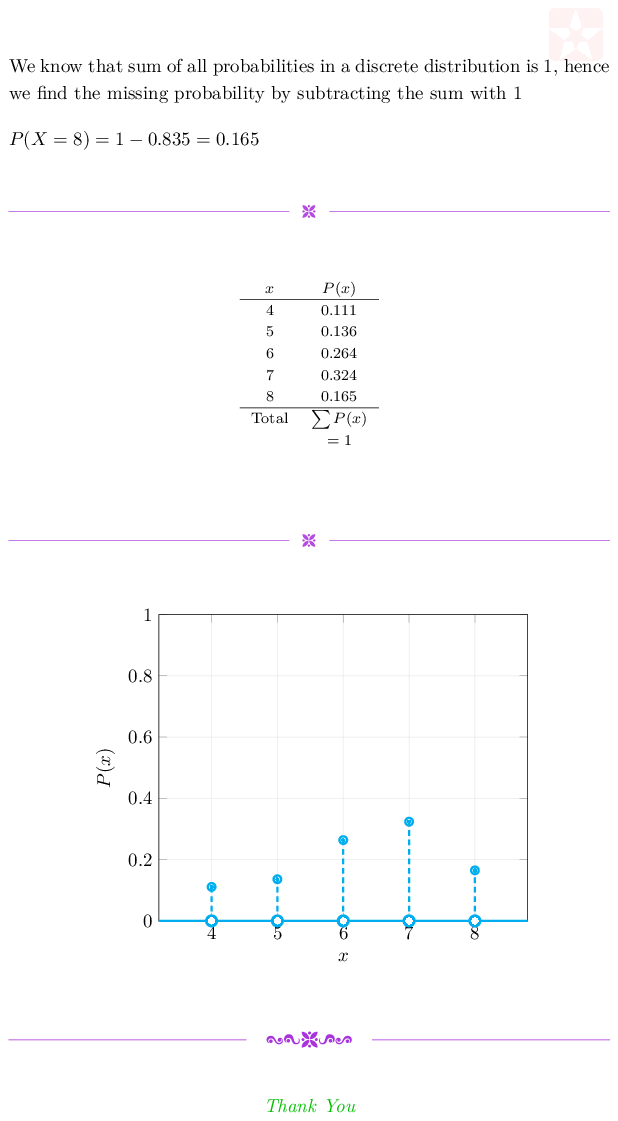 We know that sum of all probabilities in a discrete distribution is 1, hence
we find the missing probability by subtracting the sum with 1
P(X = 8) = 1 − 0.835 = 0.165
x P(x)
4 0.111
5 0.136
6 0.264
7 0.324
8 0.165
Total ∑ P(x)
= 1
1
0.8
0.6
0.4
0.2
0
P(x)
4 5 6 7 8
x
Thank You